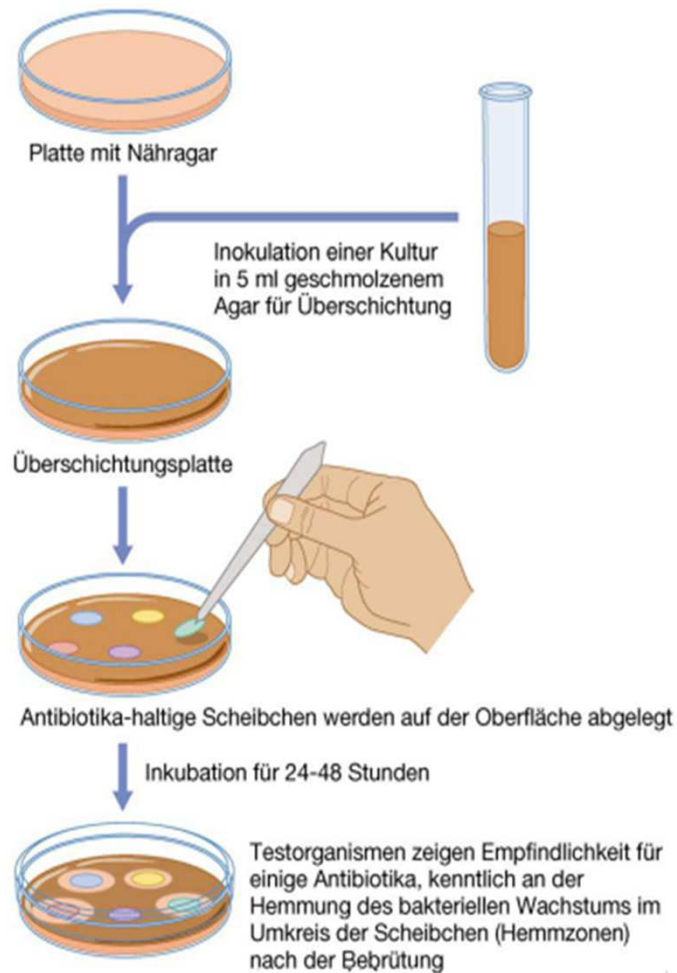 Platte mit Nähragar
Inokulation einer Kultur
in 5 ml geschmolzenem
Agar für Überschichtung
Überschichtungsplatte
Antibiotika-haltige Scheibchen werden auf der Oberfläche abgelegt
Inkubation für 24-48 Stunden
Testorganismen zeigen Empfindlichkeit für
einige Antibiotika, kenntlich an der
Hemmung des bakteriellen Wachstums im
Umkreis der Scheibchen (Hemmzonen)
nach der Bebrütung